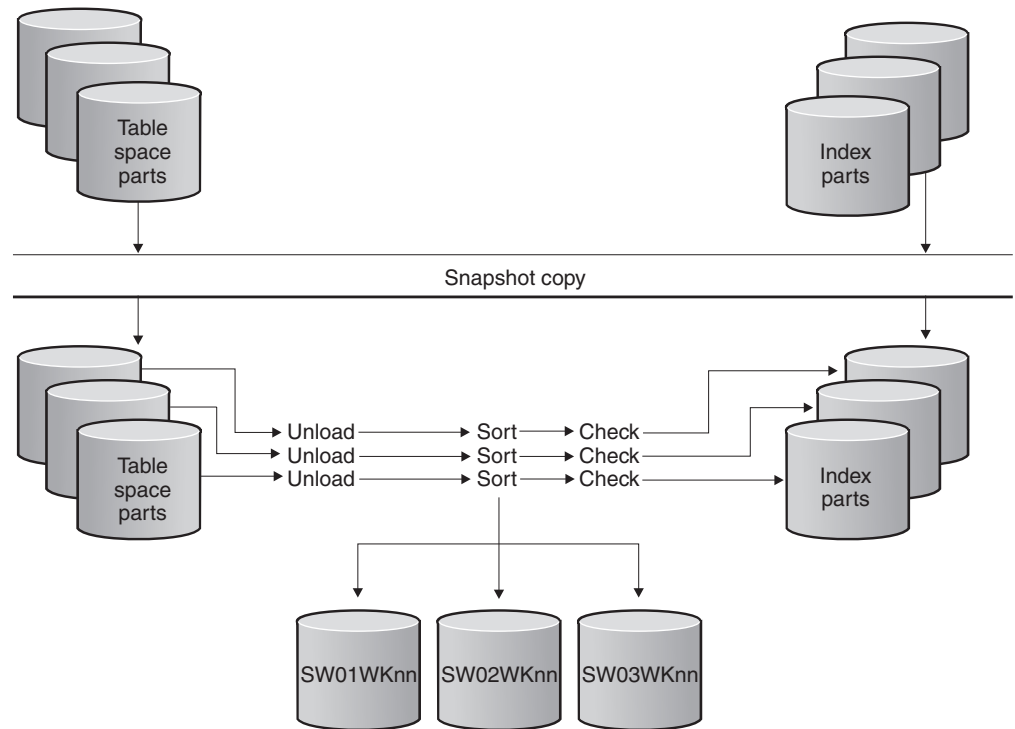 Table
space
parts
Index
parts
Snapshot copy
Table
space
parts
Unload Sort Check
Unload Sort Check
Unload Sort Check
Index
parts
SW01WKnn SW02WKnn SW03WKnn